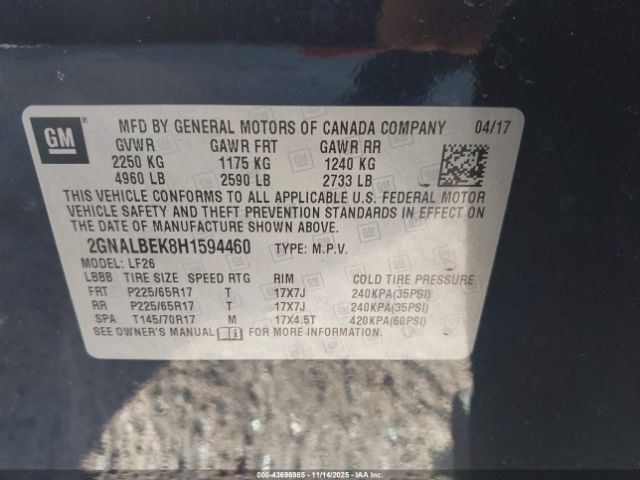 GM
MFD BY GENERAL MOTORS OF CANADA COMPANY 04/17
GVWR GAWR FRT GAWR RR
2250 KG 1175 KG 1240 KG
4960 LB 2590 LB 2733 LB
THIS VEHICLE CONFORMS TO ALL APPLICABLE U.S. FEDERAL MOTOR
VEHICLE SAFETY AND THEFT PREVENTION STANDARDS IN EFFECT ON
THE DATE OF MANUFACTURE SHOWN ABOVE.
2GNALBEK8H1594460 TYPE: M.P.V.
MODEL: LF26
LBBB TIRE SIZE SPEED RTG RIM COLD TIRE PRESSURE
FRT P225/65R17 T 17X7J 240KPA(35PSI)
RR P225/65R17 T 17X7J 240KPA(35PSI)
SPA T145/70R17 M 17X4.5T 420KPA(60PSI)
SEE OWNER'S MANUAL FOR MORE INFORMATION.
000-43696985 - 11/14/2025 - IAAI.CA